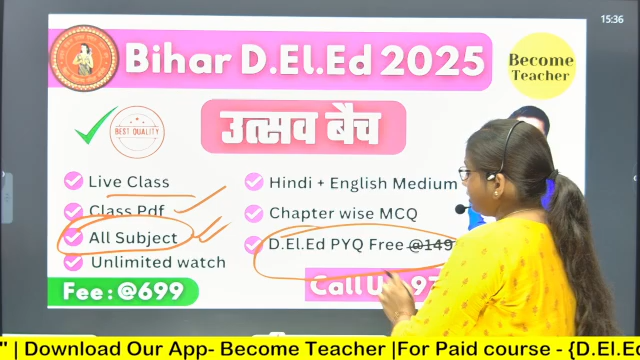 15:36
Bihar D.El.Ed 2025
Become
Teacher
BEST QUALITY
उत्सव बैच
Live Class
Class Pdf
All Subject
Unlimited watch
Hindi + English Medium
Chapter wise MCQ
D.El.Ed PYQ Free @149
Fee : @699
Call U
97
" | Download Our App- Become Teacher |For Paid course - {D.El.Ed